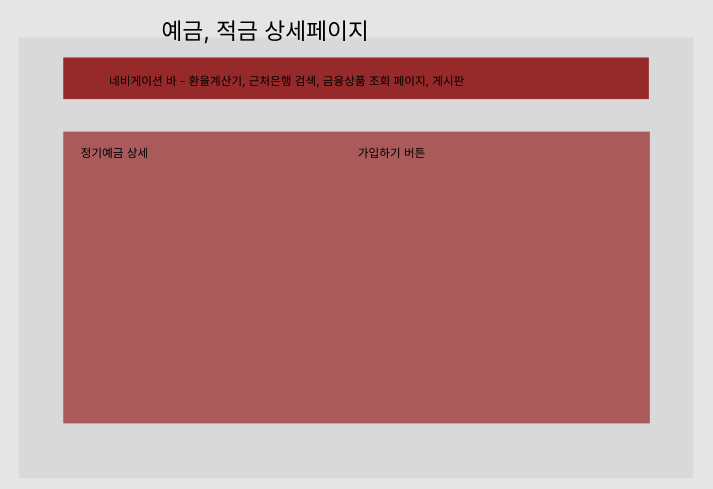 예금, 적금 상세페이지
네비게이션 바 - 환율계산기, 근처은행 검색, 금융상품 조회 페이지, 게시판
정기예금 상세
가입하기 버튼